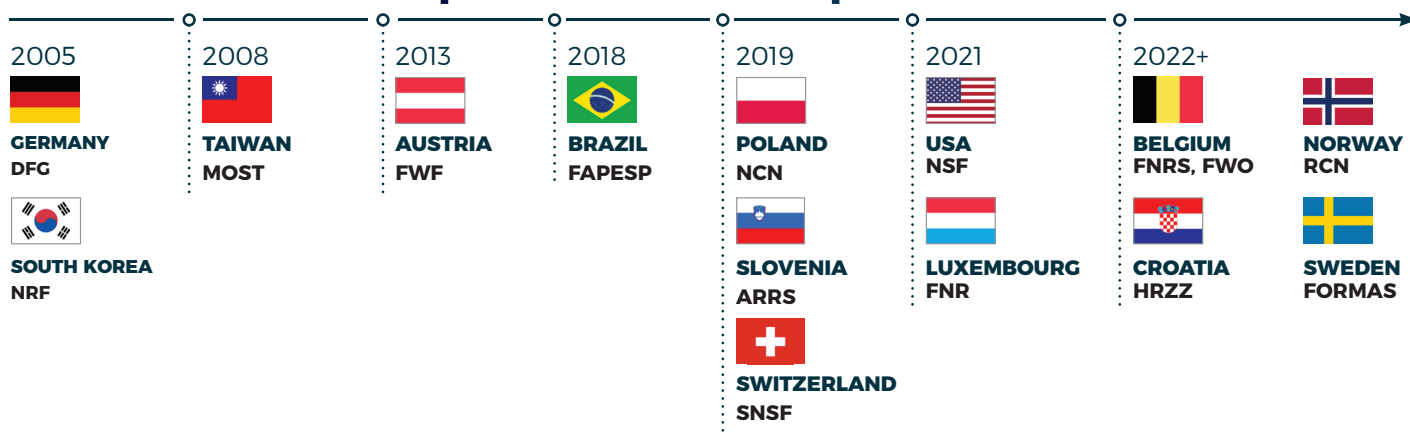 2005
GERMANY
DFG
SOUTH KOREA
NRF
2008
TAIWAN
MOST
2013
AUSTRIA
FWF
2018
BRAZIL
FAPESP
2019
POLAND
NCN
SLOVENIA
ARRS
SWITZERLAND
SNSF
2021
USA
NSF
LUXEMBOURG
FNR
2022+
BELGIUM
FNRS, FWO
CROATIA
HRZZ
NORWAY
RCN
SWEDEN
FORMAS